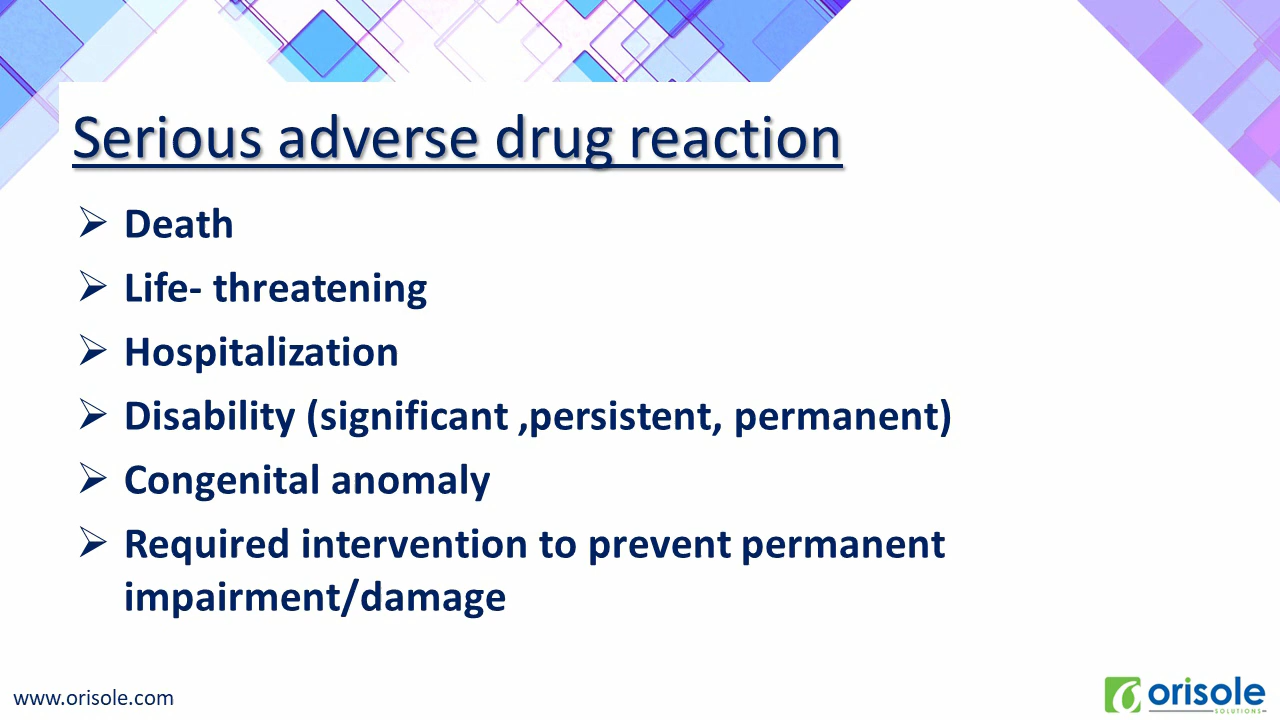 Serious adverse drug reaction
Death
Life- threatening
Hospitalization
Disability (significant ,persistent, permanent)
Congenital anomaly
Required intervention to prevent permanent
impairment/damage
www.orisole.com
orisole
SOLUTIONS